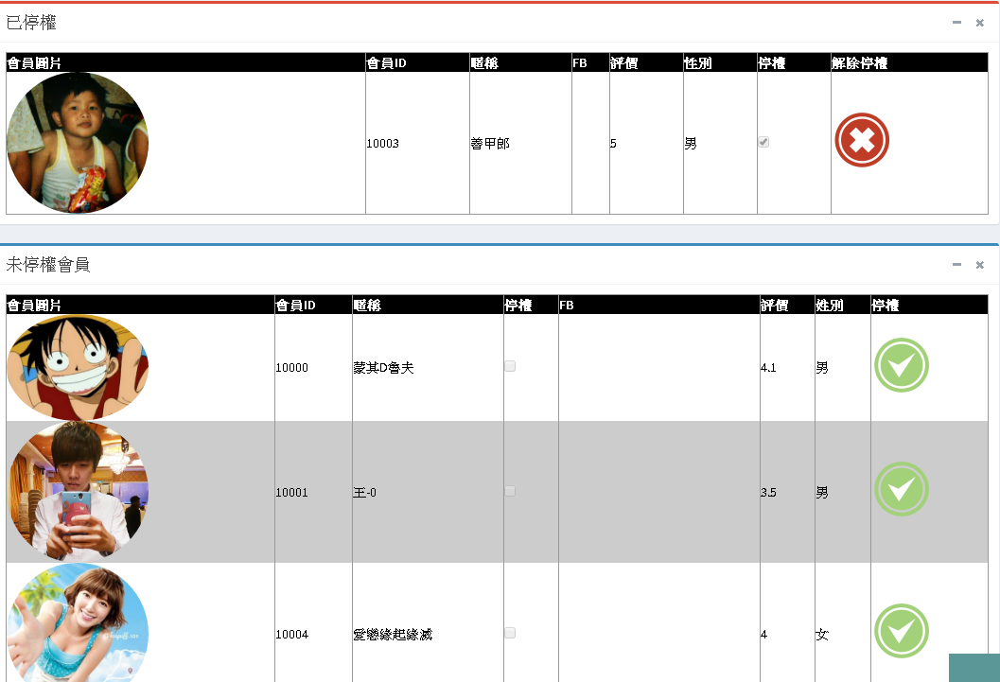 已停權
會員圖片 會員ID 暱稱 FB 評價 性別 停權 解除停權
10003 善甲郎 5 男
未停權會員
會員圖片 會員ID 暱稱 停權 FB 評價 姓別 停權
10000 蒙其D魯夫 4.1 男
10001 王-0 3.5 男
10004 愛戀緣起緣滅 4 女